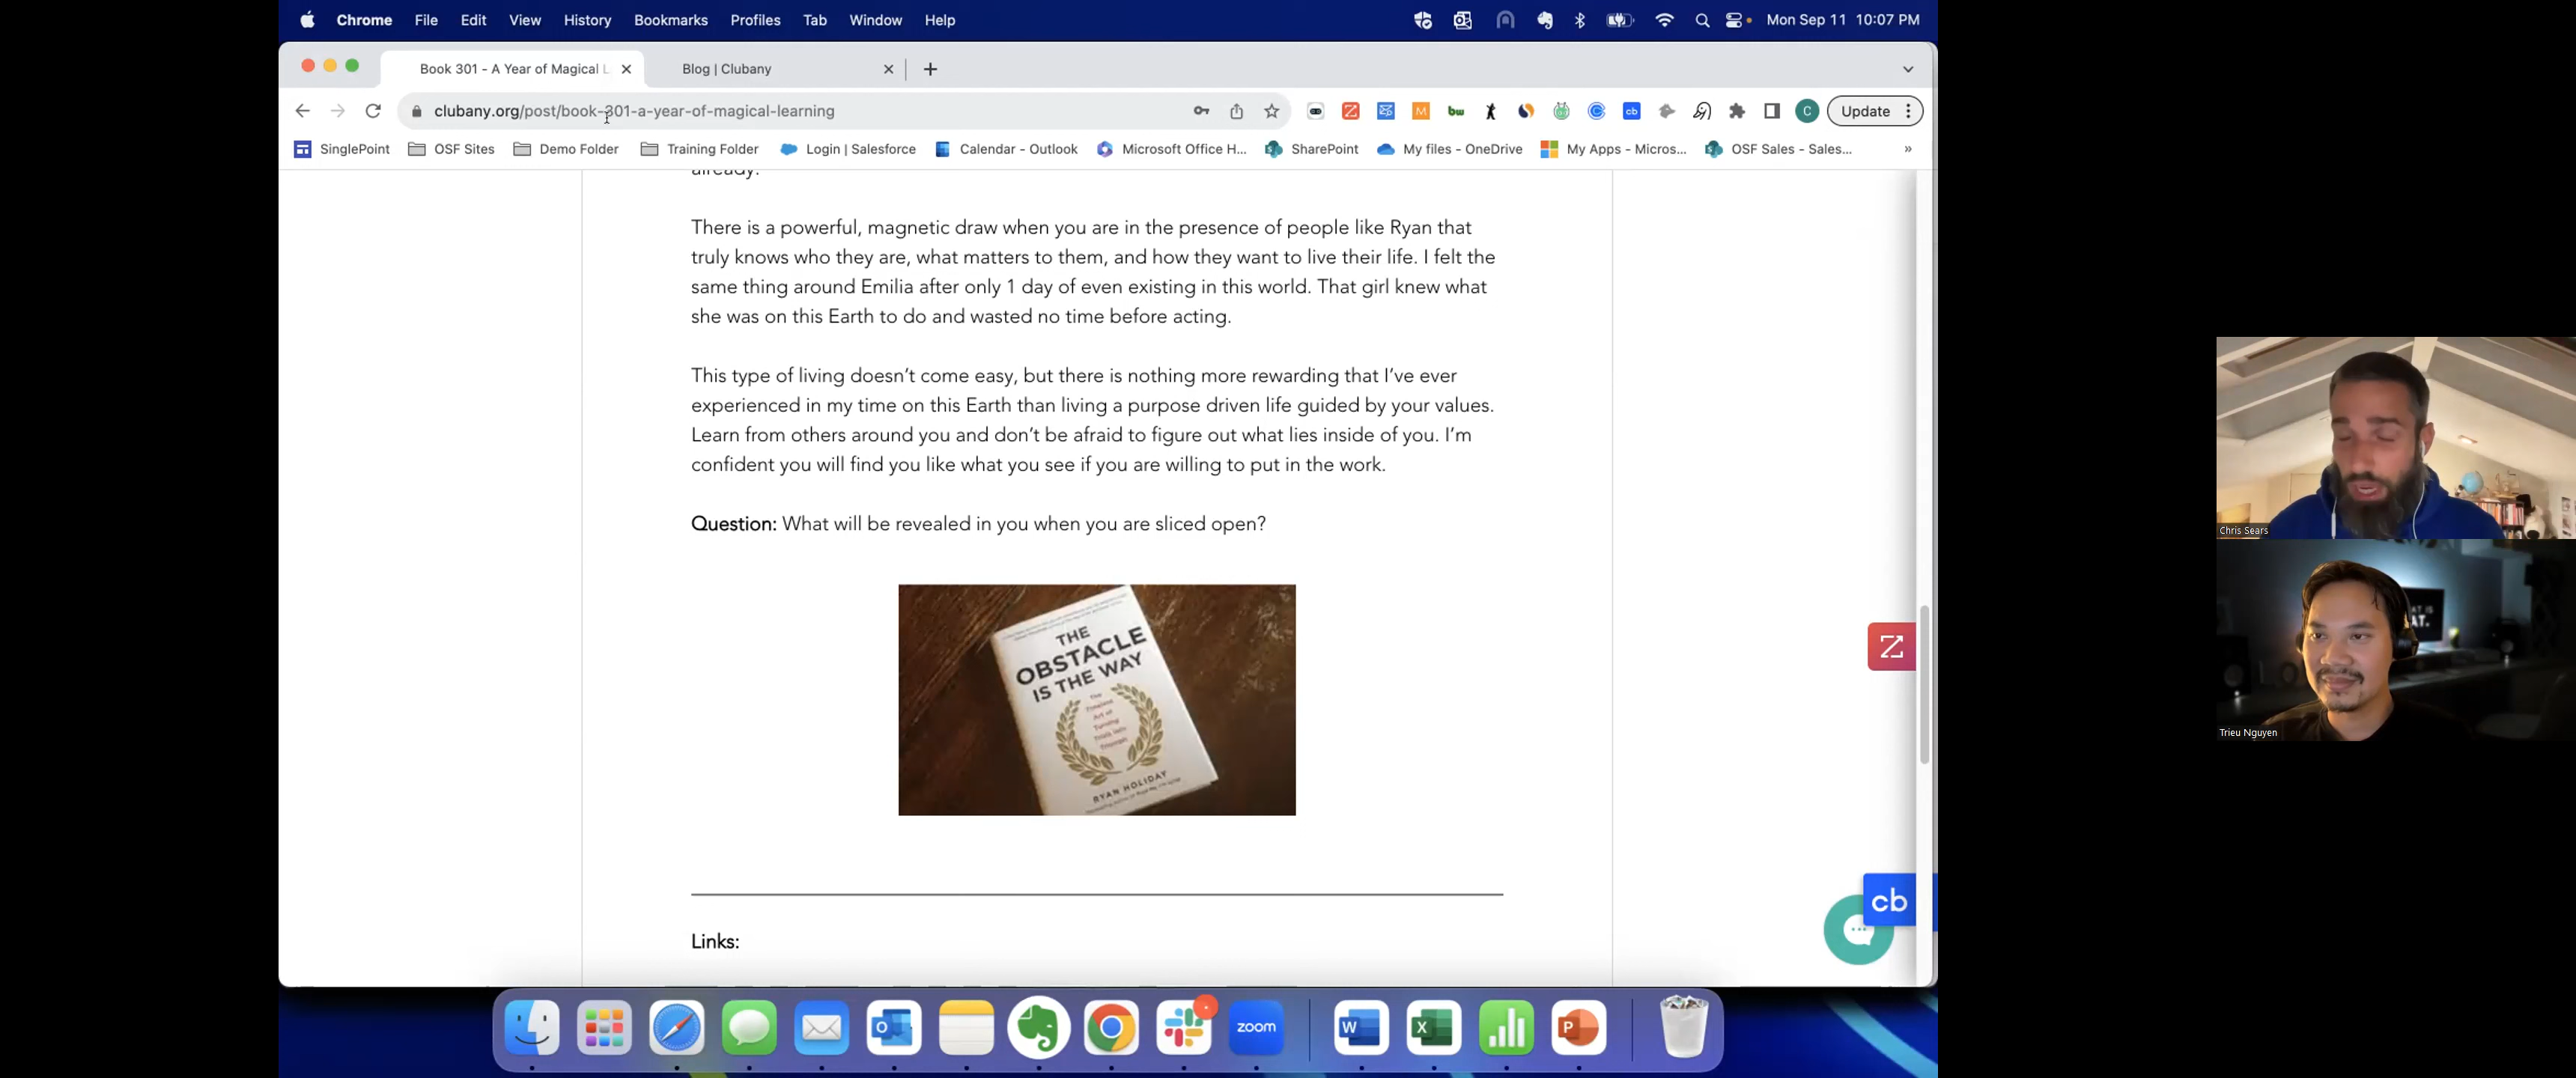 Chrome File Edit View History Bookmarks Profiles Tab Window Help Mon Sep 11 10:07 PM
Book 301 - A Year of Magical L Blog | Clubany
clubany.org/post/book-301-a-year-of-magical-learning Update
SinglePoint OSF Sites Demo Folder Training Folder Login | Salesforce Calendar - Outlook Microsoft Office H... SharePoint My files - OneDrive My Apps - Micros... OSF Sales - Sales... »
already.
There is a powerful, magnetic draw when you are in the presence of people like Ryan that
truly knows who they are, what matters to them, and how they want to live their life. I felt the
same thing around Emilia after only 1 day of even existing in this world. That girl knew what
she was on this Earth to do and wasted no time before acting.
This type of living doesn't come easy, but there is nothing more rewarding that I've ever
experienced in my time on this Earth than living a purpose driven life guided by your values.
Learn from others around you and don't be afraid to figure out what lies inside of you. I'm
confident you will find you like what you see if you are willing to put in the work.
Question: What will be revealed in you when you are sliced open?
THE
OBSTACLE
IS THE WAY
The
Timeless
Art of
Turning
Trials into
Triumph
RYAN HOLIDAY
Links:
cb
zoom
Chris Sears
Trieu Nguyen